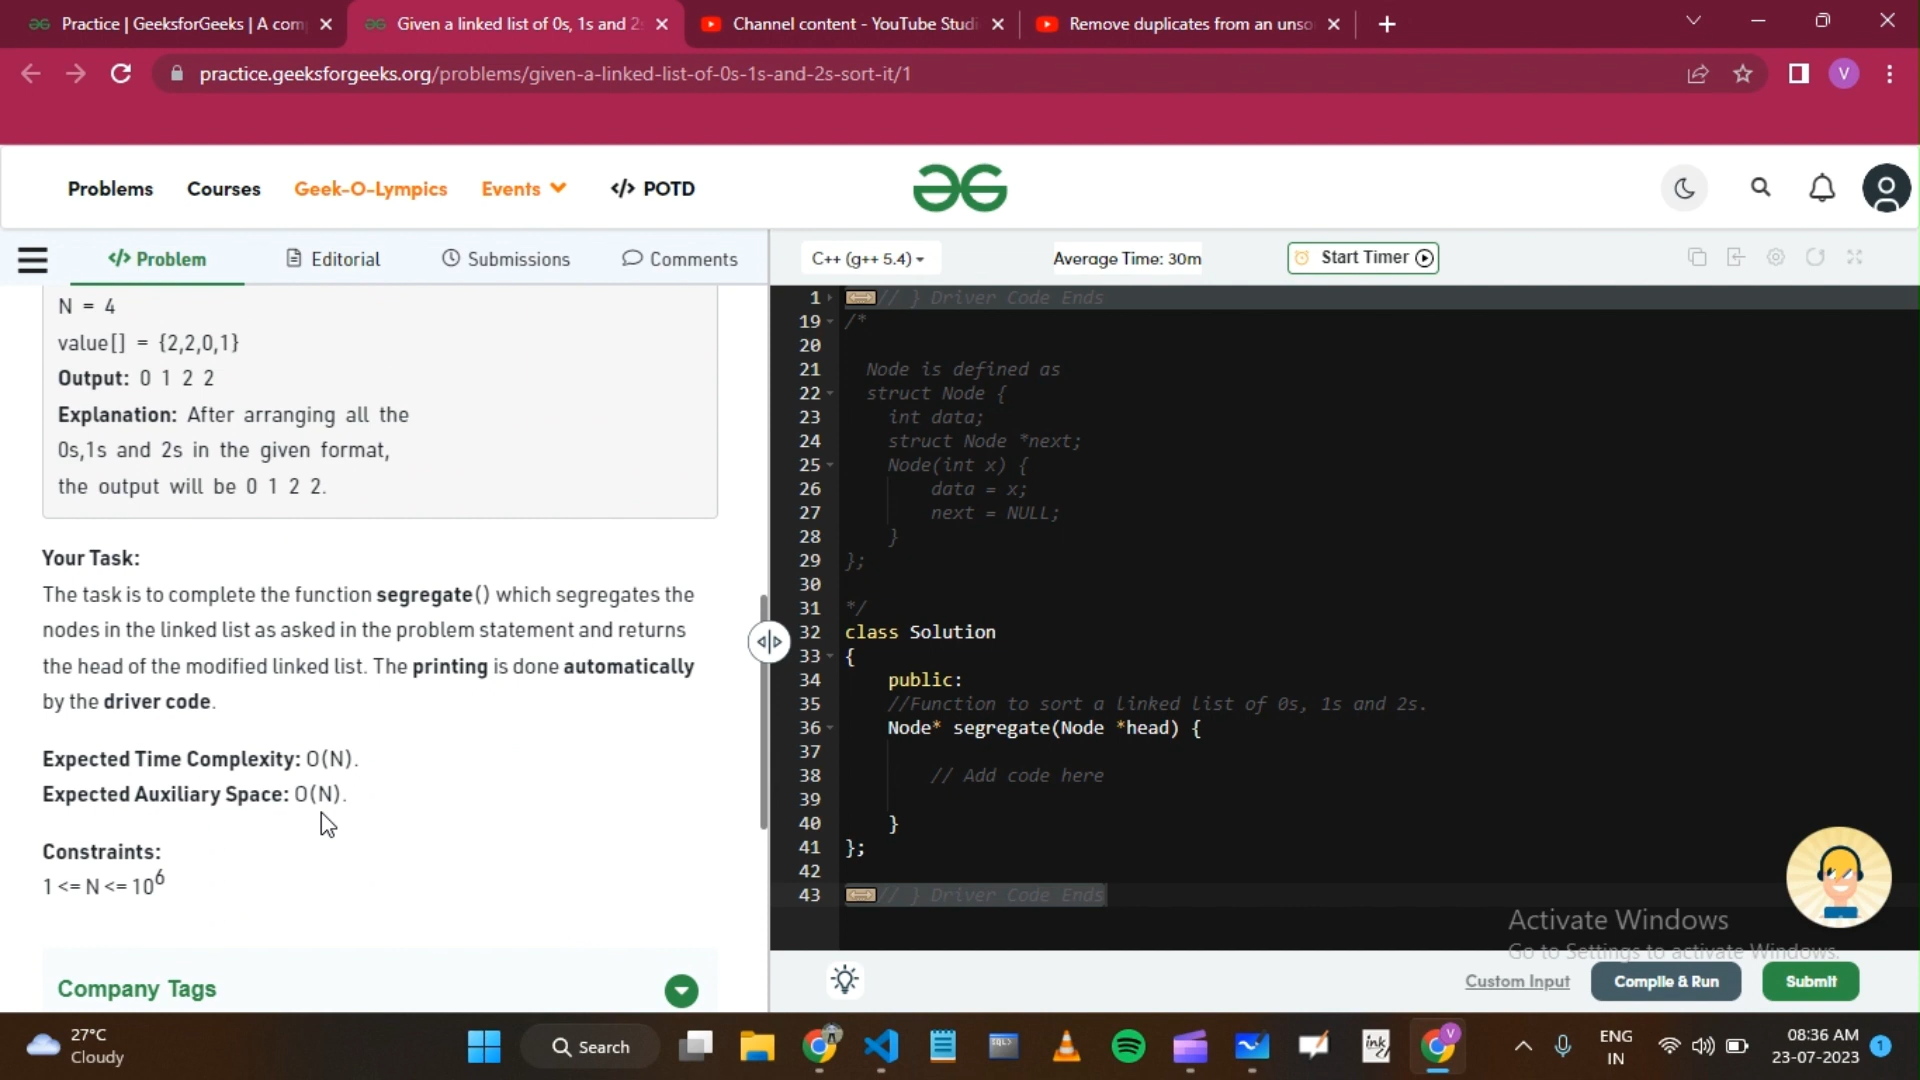 Practice | GeeksforGeeks | A com
Given a linked list of 0s, 1s and 2s
Channel content - YouTube Studi
Remove duplicates from an unso
practice.geeksforgeeks.org/problems/given-a-linked-list-of-0s-1s-and-2s-sort-it/1
V
Problems
Courses
Geek-O-Lympics
Events
</> POTD
</> Problem
Editorial
Submissions
Comments
C++ (g++ 5.4)
Average Time: 30m
Start Timer
N = 4
value[] = {2,2,0,1}
Output: 0 1 2 2
Explanation: After arranging all the
0s,1s and 2s in the given format,
the output will be 0 1 2 2.
Your Task:
The task is to complete the function segregate() which segregates the
nodes in the linked list as asked in the problem statement and returns
the head of the modified linked list. The printing is done automatically
by the driver code.
Expected Time Complexity: O(N).
Expected Auxiliary Space: O(N).
Constraints:
1 <= N <= 10^6
Company Tags
1 // } Driver Code Ends
19 /*
20
21 Node is defined as
22 struct Node {
23 int data;
24 struct Node *next;
25 Node(int x) {
26 data = x;
27 next = NULL;
28 }
29 };
30
31 */
32 class Solution
33 {
34 public:
35 //Function to sort a linked list of 0s, 1s and 2s.
36 Node* segregate(Node *head) {
37
38 // Add code here
39
40 }
41 };
42
43 // } Driver Code Ends
Activate Windows
Go to Settings to activate Windows.
Custom Input
Compile & Run
Submit
27°C
Cloudy
Search
SQL>
ink
V
ENG
IN
08:36 AM
23-07-2023
1